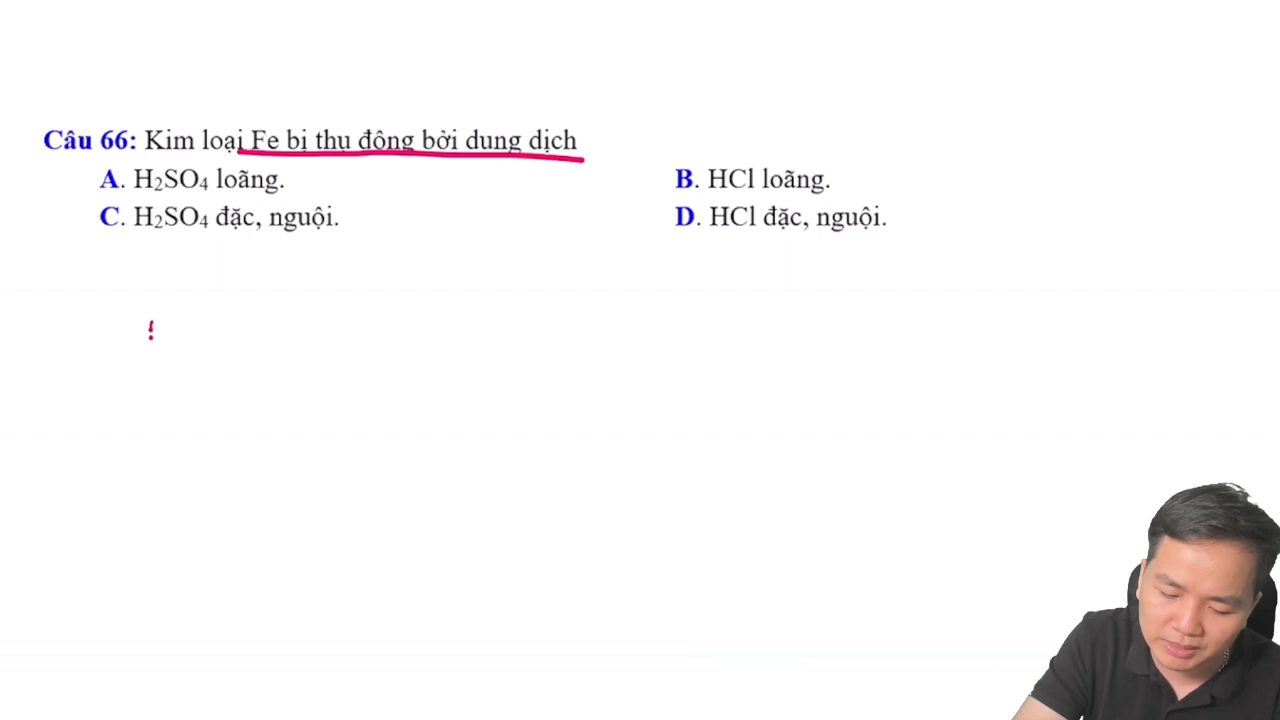 Câu 66: Kim loại Fe bị thụ động bởi dung dịch
A. H₂SO₄ loãng.
B. HCl loãng.
C. H₂SO₄ đặc, nguội.
D. HCl đặc, nguội.